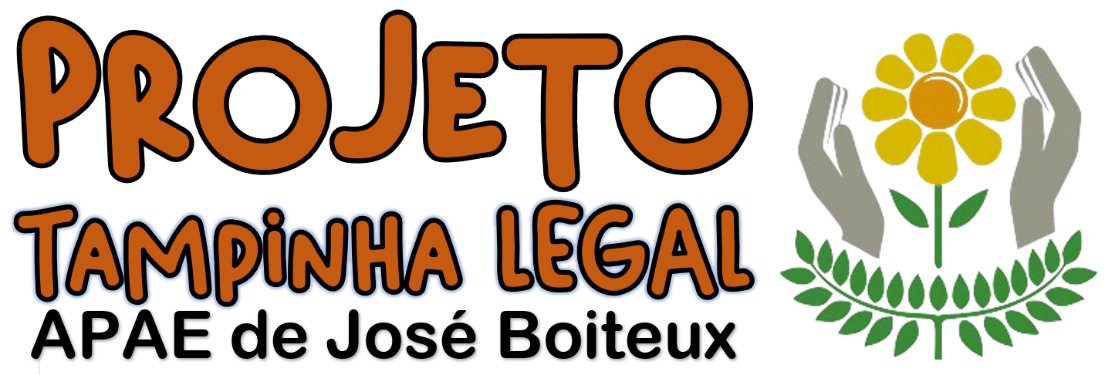 PROJETO
TAMPiNHA LEGAL
APAE de José Boiteux